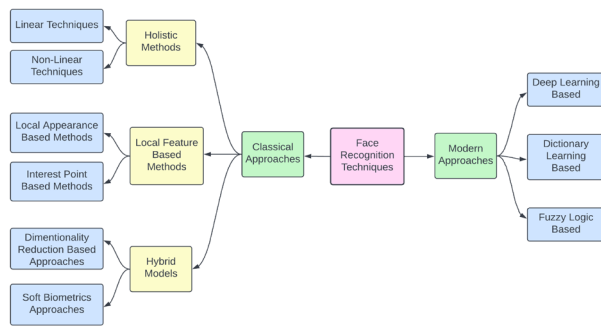 Linear Techniques
Non-Linear
Techniques
Holistic
Methods
Local Appearance
Based Methods
Interest Point
Based Methods
Local Feature
Based
Methods
Dimentionality
Reduction Based
Approaches
Soft Biometrics
Approaches
Hybrid
Models
Classical
Approaches
Face
Recognition
Techniques
Modern
Approaches
Deep Learning
Based
Dictionary
Learning
Based
Fuzzy Logic
Based